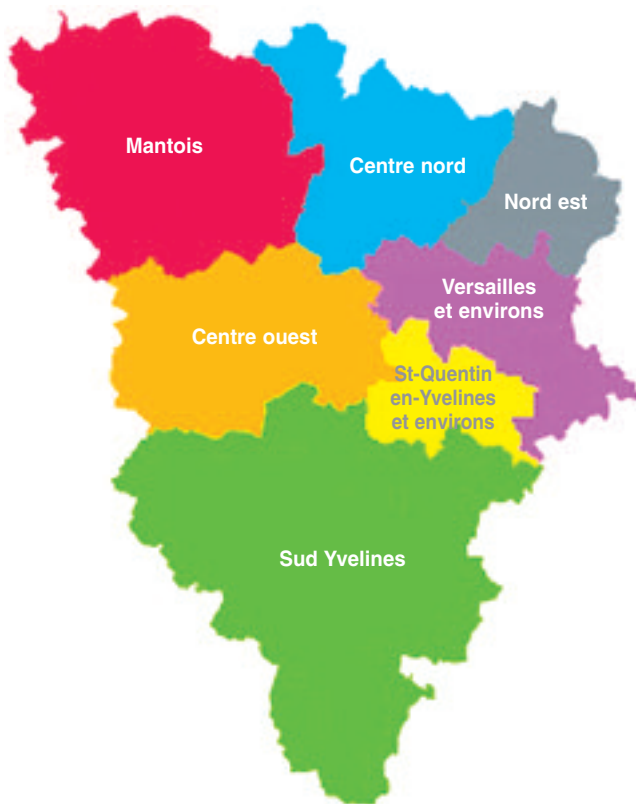 Mantois
Centre nord
Nord est
Versailles
et environs
Centre ouest
St-Quentin
en-Yvelines
et environs
Sud Yvelines